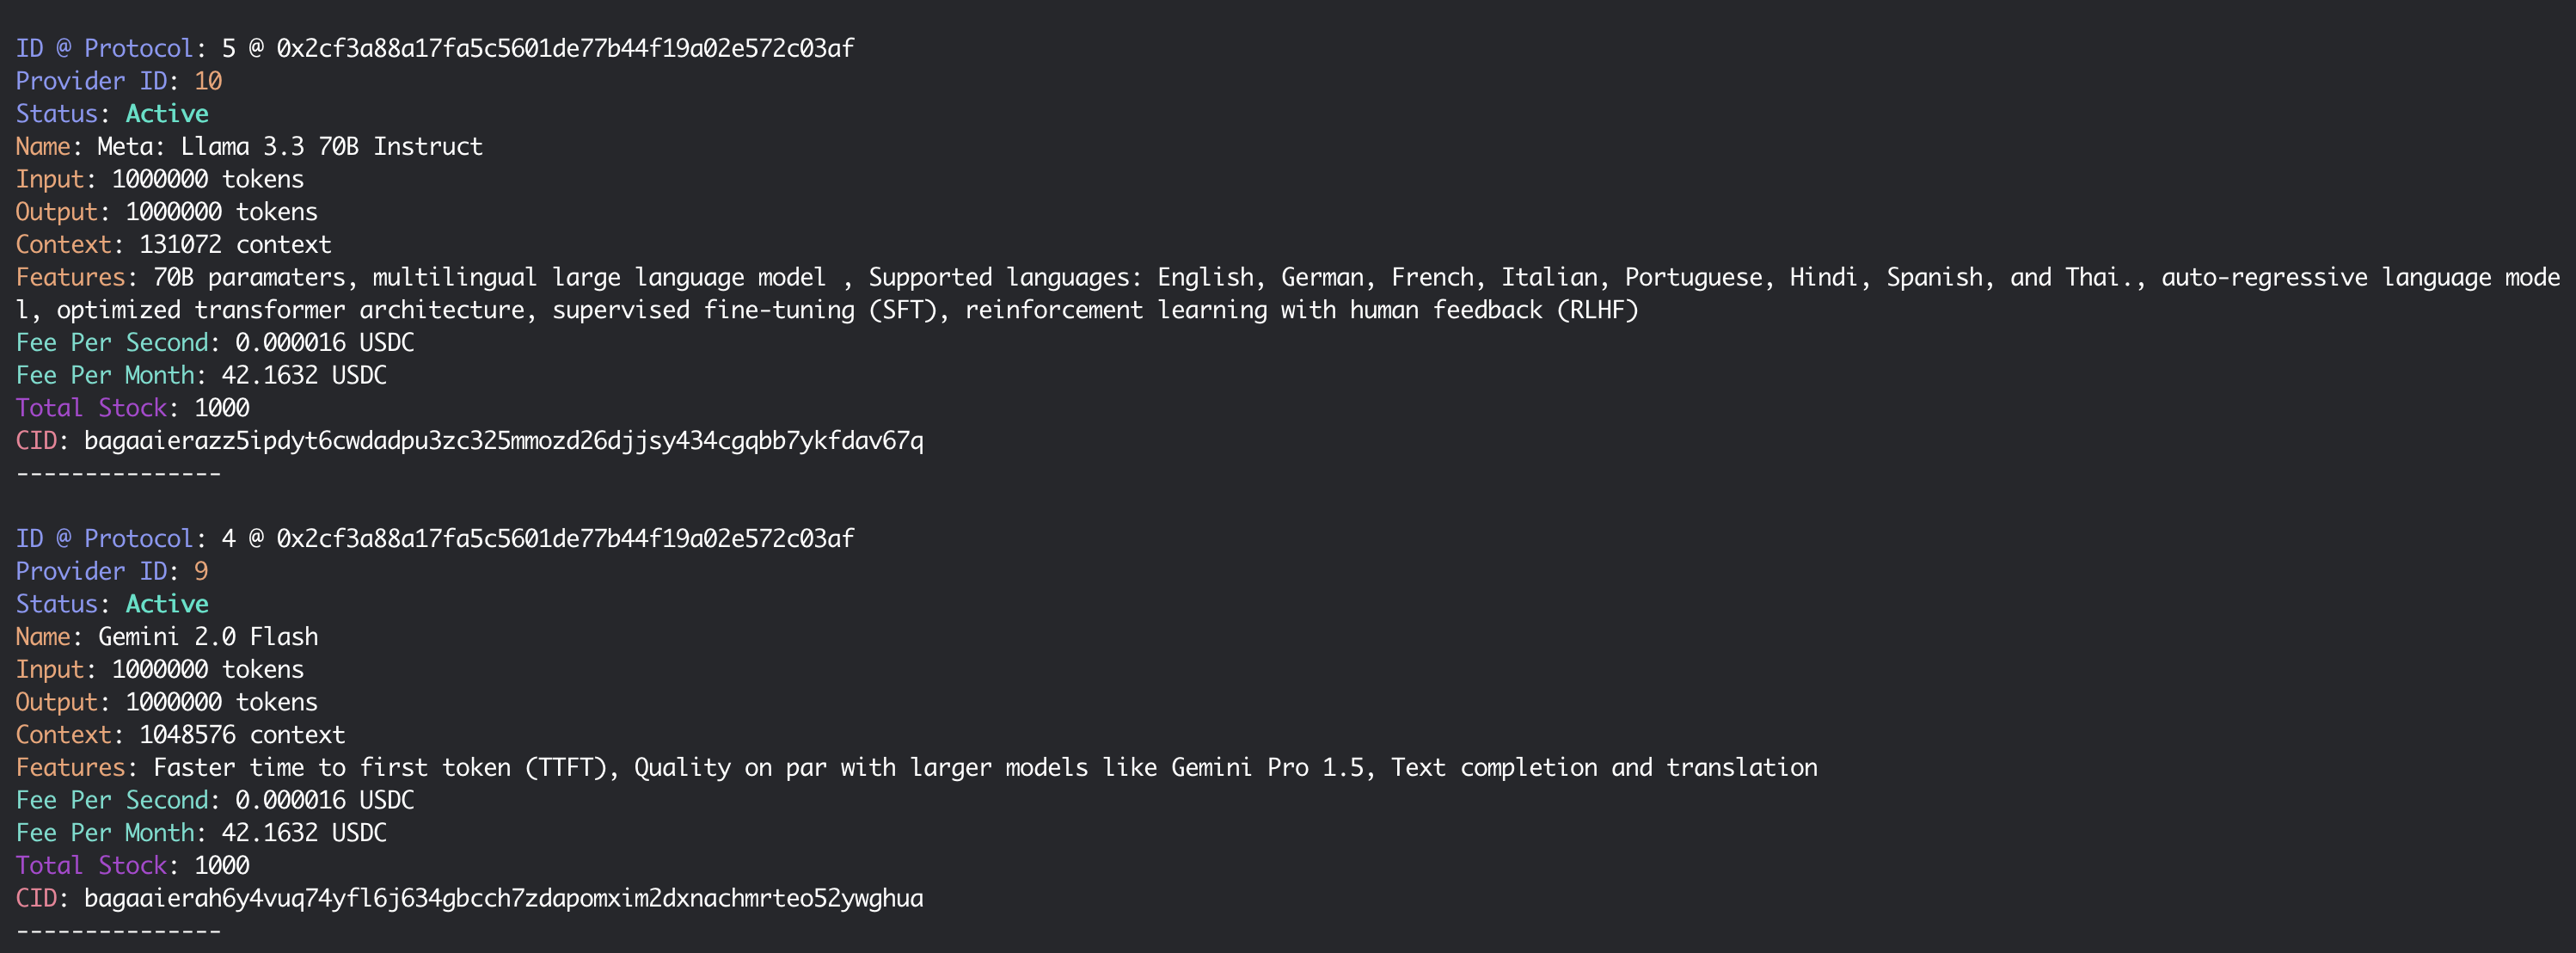 ID @ Protocol: 5 @ 0x2cf3a88a17fa5c5601de77b44f19a02e572c03af
Provider ID: 10
Status: Active
Name: Meta: Llama 3.3 70B Instruct
Input: 1000000 tokens
Output: 1000000 tokens
Context: 131072 context
Features: 70B paramaters, multilingual large language model , Supported languages: English, German, French, Italian, Portuguese, Hindi, Spanish, and Thai., auto-regressive language mode
l, optimized transformer architecture, supervised fine-tuning (SFT), reinforcement learning with human feedback (RLHF)
Fee Per Second: 0.000016 USDC
Fee Per Month: 42.1632 USDC
Total Stock: 1000
CID: bagaaierazz5ipdyt6cwdadpu3zc325mmozd26djjsy434cgqbb7ykfdav67q
---------------
ID @ Protocol: 4 @ 0x2cf3a88a17fa5c5601de77b44f19a02e572c03af
Provider ID: 9
Status: Active
Name: Gemini 2.0 Flash
Input: 1000000 tokens
Output: 1000000 tokens
Context: 1048576 context
Features: Faster time to first token (TTFT), Quality on par with larger models like Gemini Pro 1.5, Text completion and translation
Fee Per Second: 0.000016 USDC
Fee Per Month: 42.1632 USDC
Total Stock: 1000
CID: bagaaierah6y4vuq74yfl6j634gbcch7zdapomxim2dxnachmrteo52ywghua
---------------